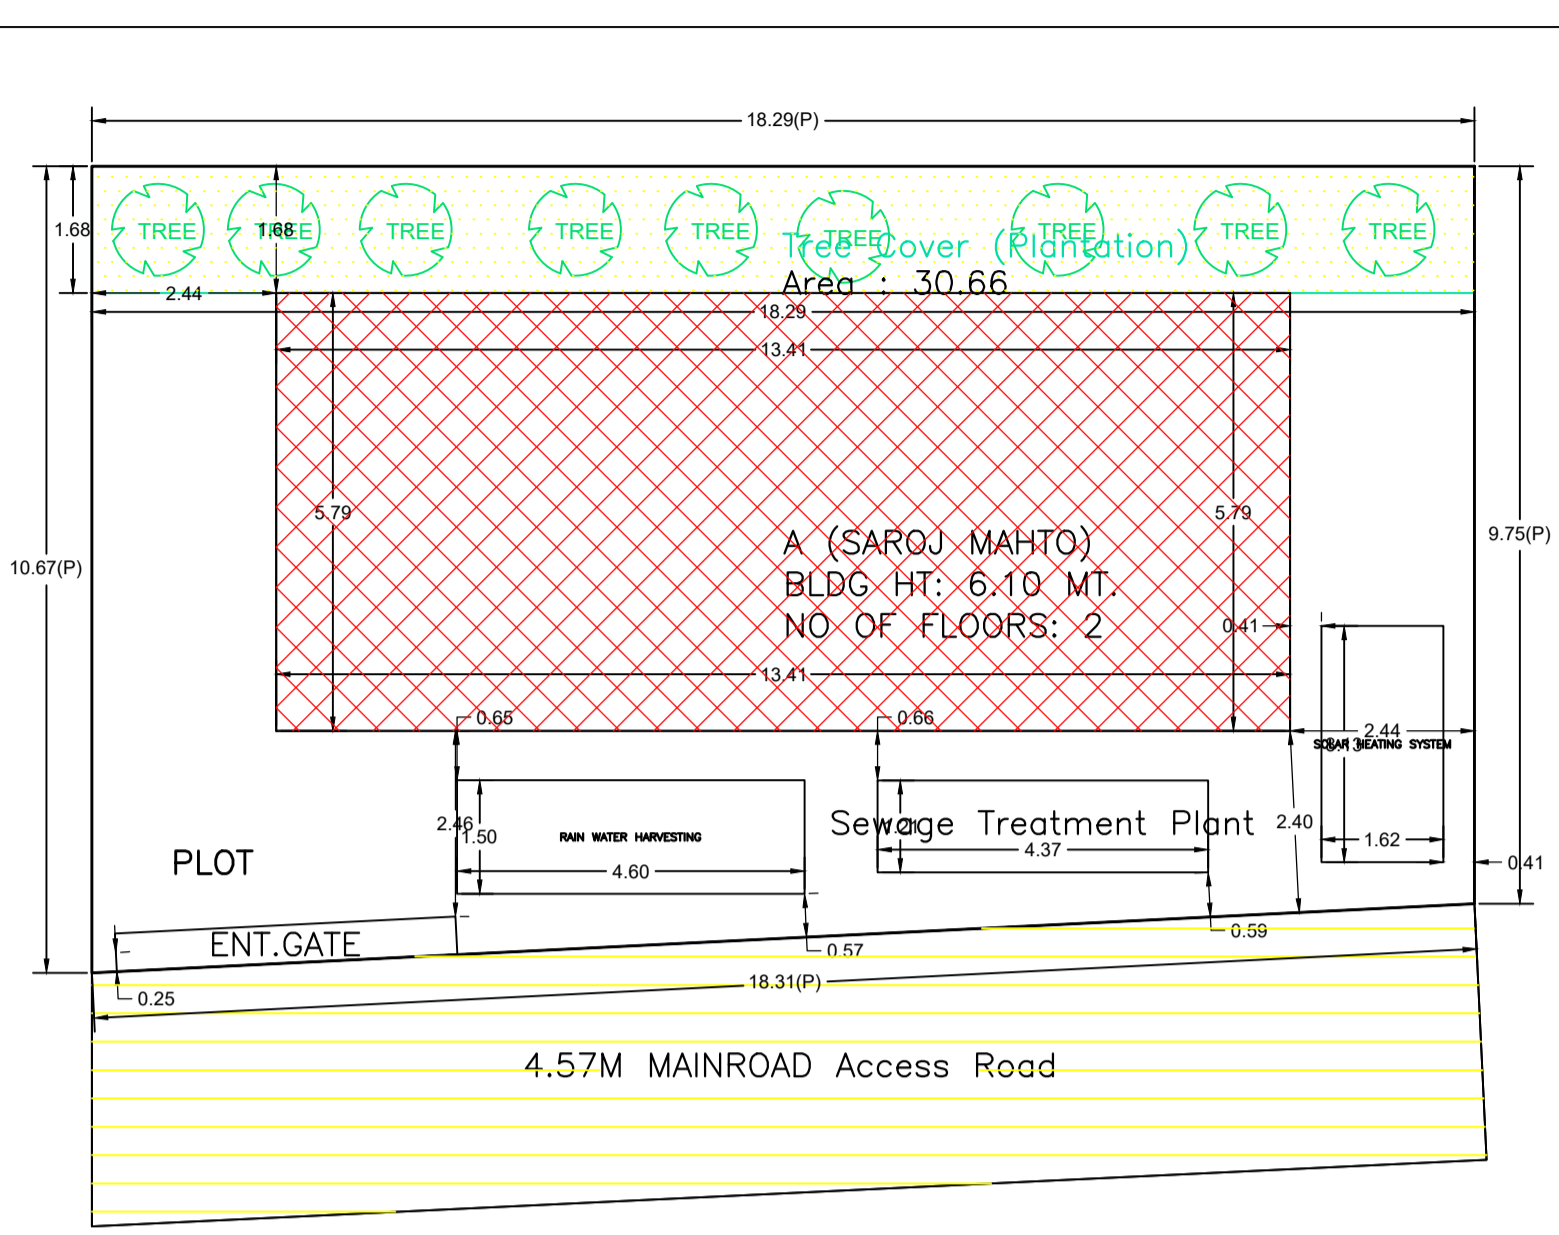 18.29(P)
TREE TREE TREE TREE TREE TREE TREE TREE TREE
1.68
1.68
Tree Cover (Plantation)
Area : 30.66
2.44
18.29
13.41
5.79
5.79
9.75(P)
10.67(P)
A (SAROJ MAHTO)
BLDG HT: 6.10 MT.
NO OF FLOORS: 2
0.41
13.41
0.65
0.66
2.44
SOLAR HEATING SYSTEM
2.46
1.50
RAIN WATER HARVESTING
Sewage Treatment Plant
2.40
4.37
1.62
4.60
0.41
PLOT
ENT.GATE
0.59
0.57
0.25
18.31(P)
4.57M MAINROAD Access Road